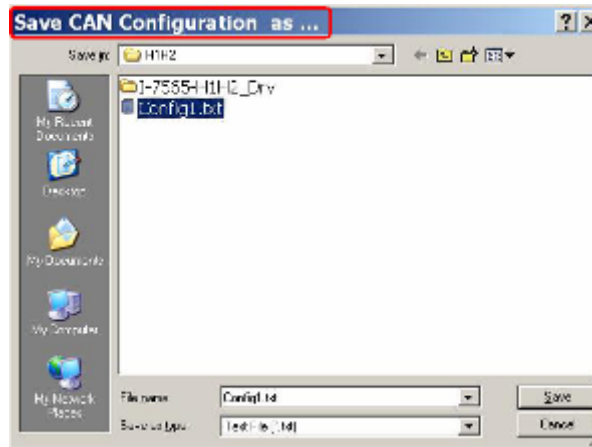 Save CAN Configuration as ...
Save in:
H1H2
I-7565-H1H2_Drv
Config1.txt
My Recent
Documents
Desktop
My Documents
My Computer
My Network
Places
File name:
Config1.txt
Save
Save as type:
Text File (*.txt)
Cancel